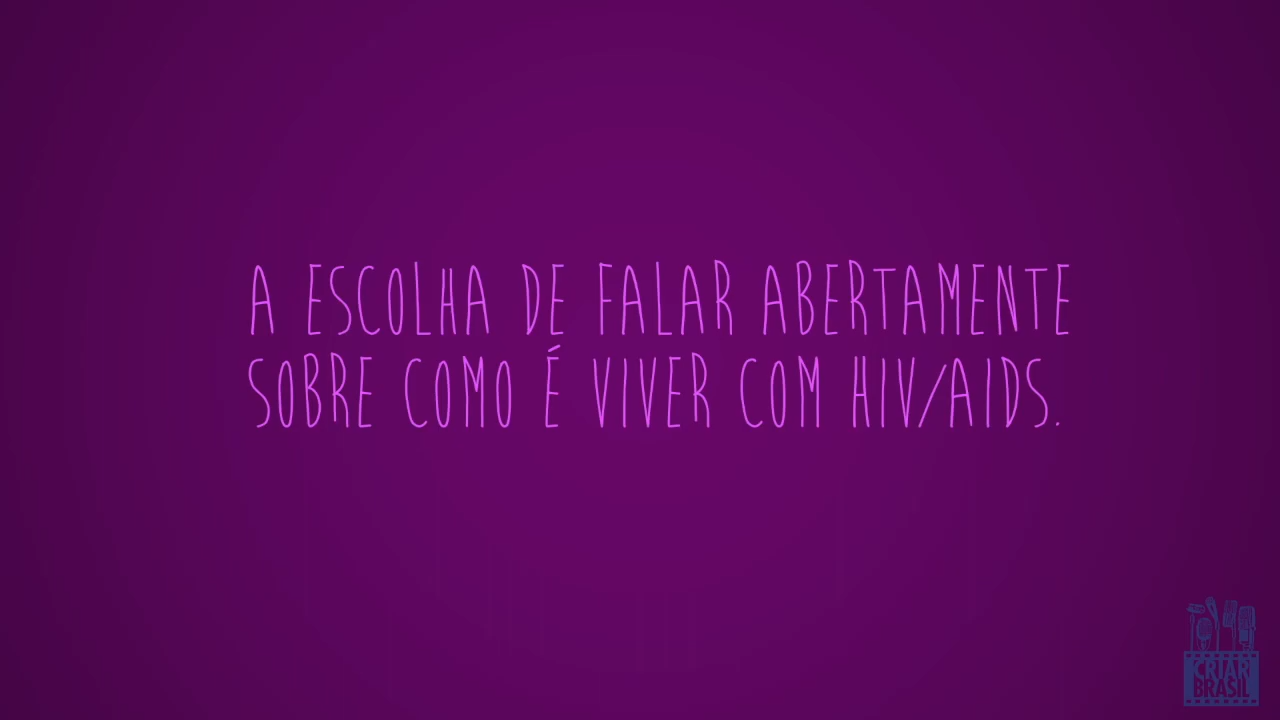 A ESCOLHA DE FALAR ABERTAMENTE
SOBRE COMO É VIVER COM HIV/AIDS.
CRIAR
BRASIL